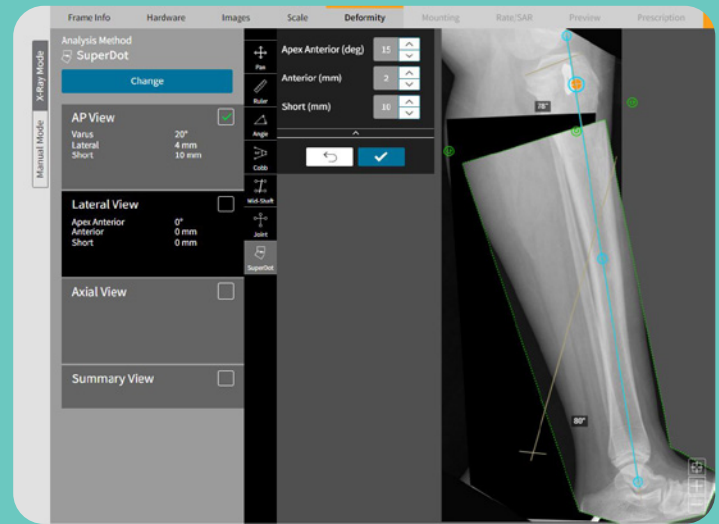 Frame Info Hardware Images Scale Deformity Mounting Rate/SAR Preview Prescription
X-Ray Mode
Manual Mode
Analysis Method
SuperDot
Change
AP View
Varus 20°
Lateral 4 mm
Short 10 mm
Lateral View
Apex Anterior 0°
Anterior 0 mm
Short 0 mm
Axial View
Summary View
Pan
Ruler
Angle
Cobb
Mid-Shaft
Joint
SuperDot
Apex Anterior (deg) 15
Anterior (mm) 2
Short (mm) 10
78°
80°